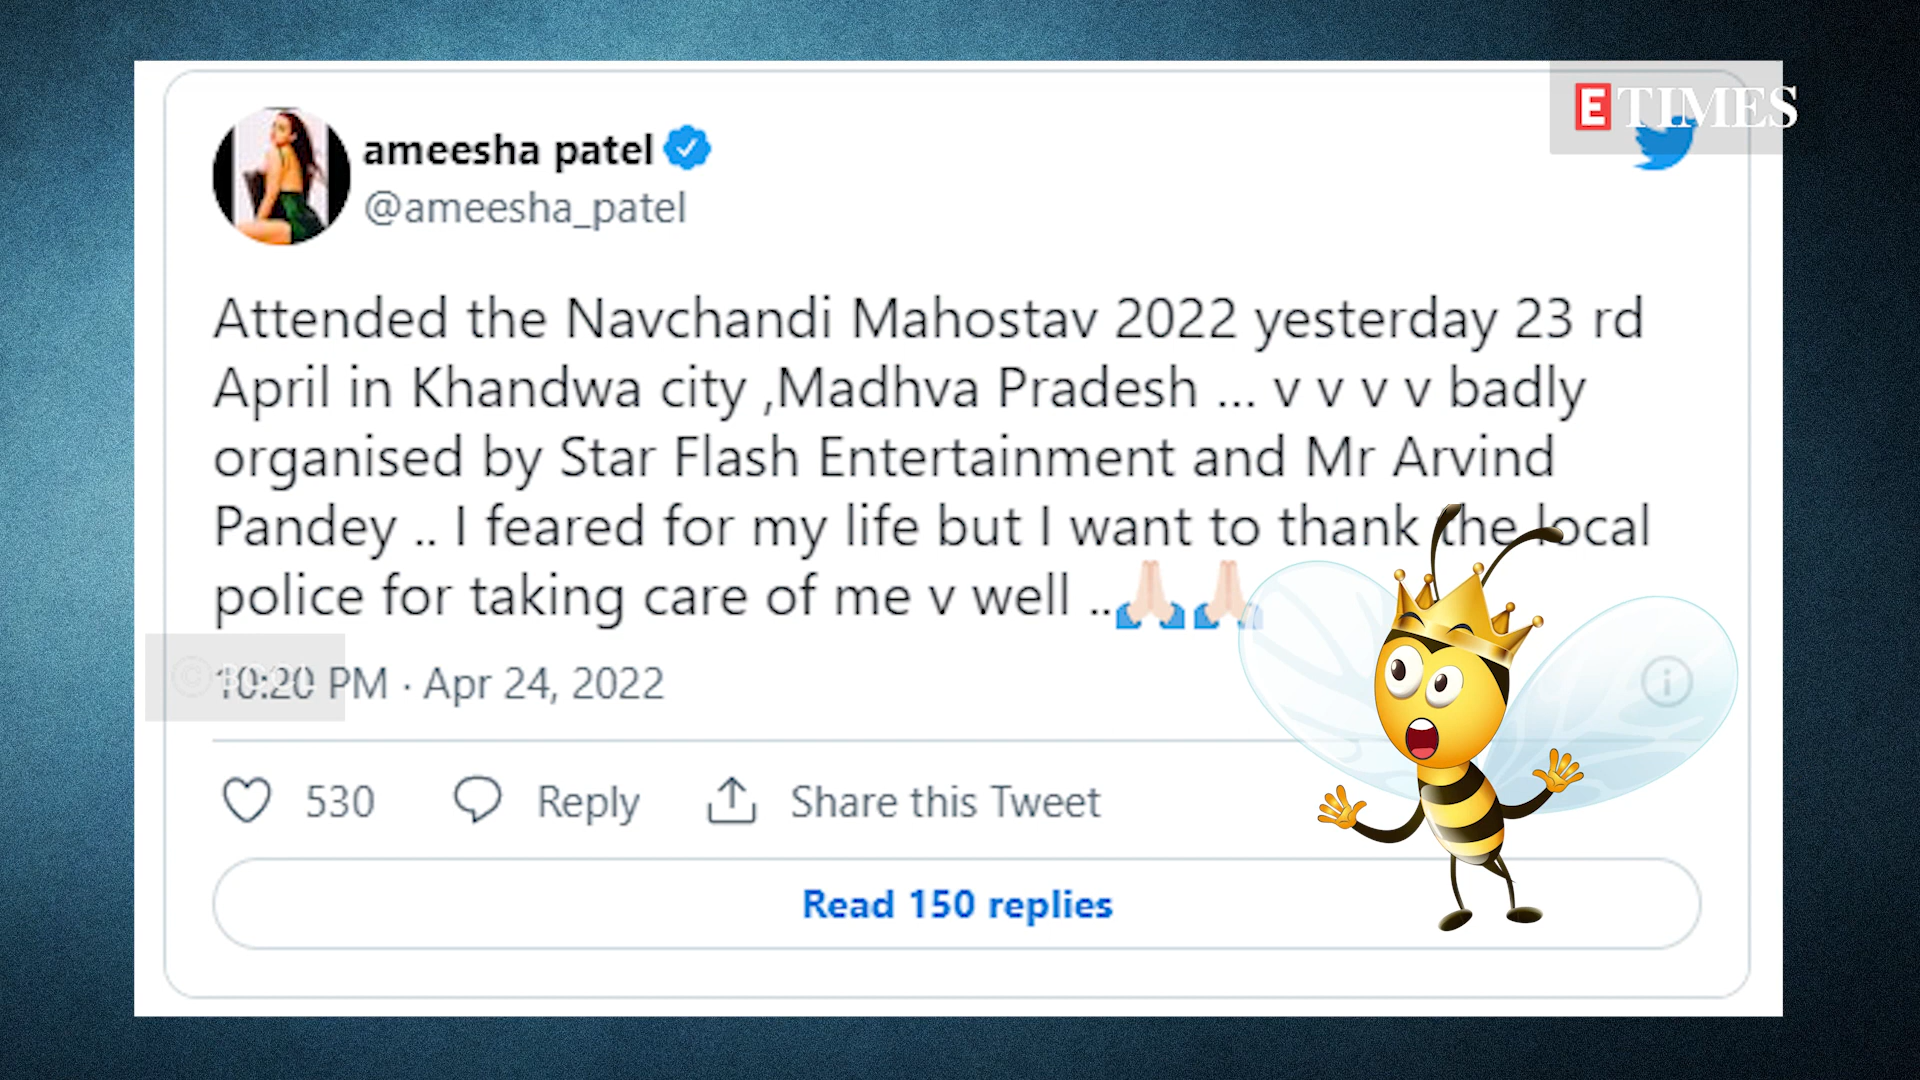 ETIMES
ameesha patel
@ameesha_patel
Attended the Navchandi Mahostav 2022 yesterday 23 rd
April in Khandwa city ,Madhva Pradesh ... v v v v badly
organised by Star Flash Entertainment and Mr Arvind
Pandey .. I feared for my life but I want to thank the local
police for taking care of me v well ..🙏🏻🙏🏻
10:20 PM · Apr 24, 2022
530 Reply Share this Tweet
Read 150 replies